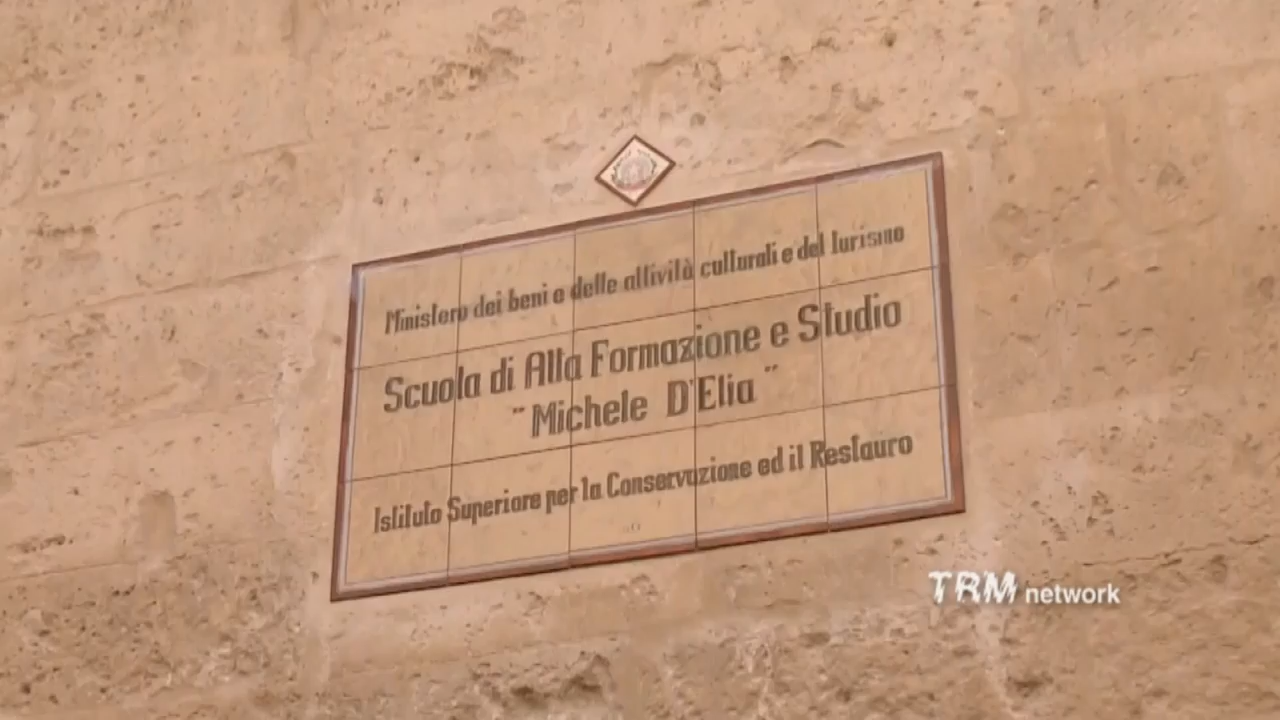 Ministero dei beni e delle attività culturali e del Turismo
Scuola di Alta Formazione e Studio
"Michele D'Elia"
Istituto Superiore per la Conservazione ed il Restauro
TRM network